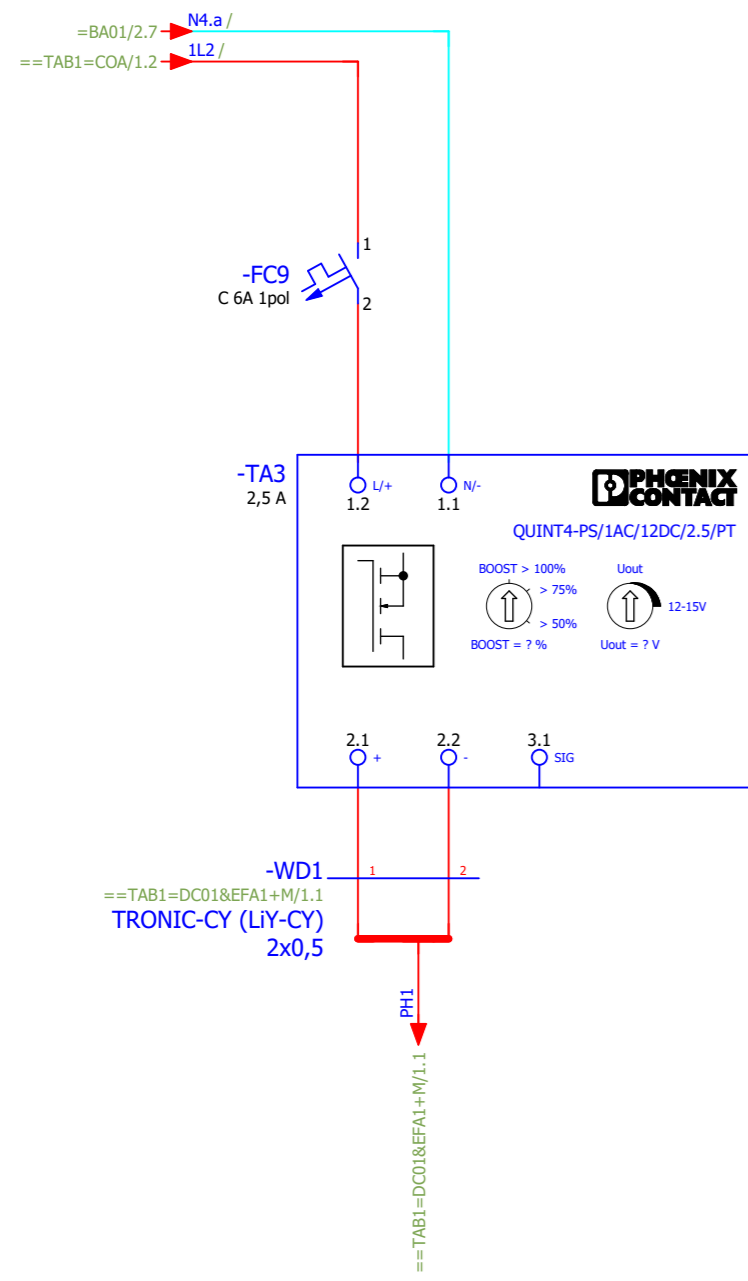 N4.a /
=BA01/2.7
1L2 /
==TAB1=COA/1.2
1
-FC9
C 6A 1pol
2
-TA3
2,5 A
L/+
1.2
N/-
1.1
PHŒNIX
CONTACT
QUINT4-PS/1AC/12DC/2.5/PT
BOOST > 100%
> 75%
> 50%
BOOST = ? %
Uout
12-15V
Uout = ? V
2.1
+
2.2
-
3.1
SIG
-WD1
1
2
==TAB1=DC01&EFA1+M/1.1
TRONIC-CY (LiY-CY)
2x0,5
PH1
==TAB1=DC01&EFA1+M/1.1